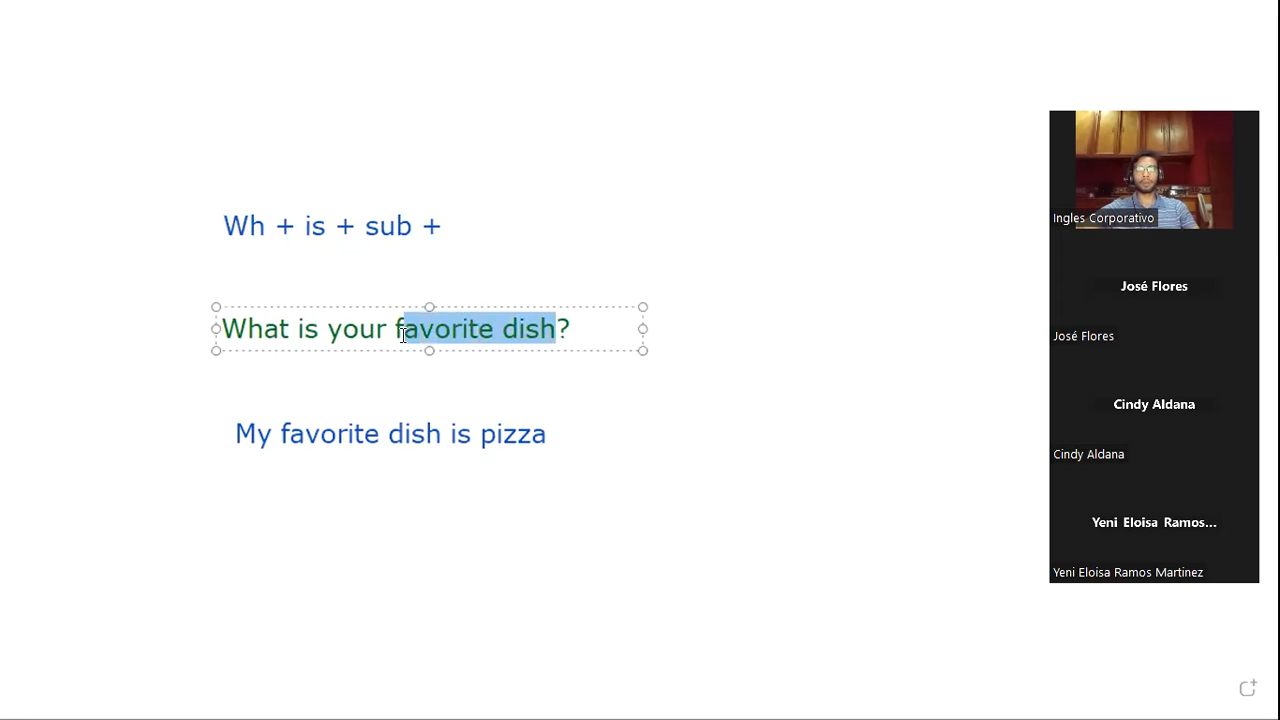 Wh + is + sub +
What is your favorite dish?
My favorite dish is pizza
Ingles Corporativo
José Flores
José Flores
Cindy Aldana
Cindy Aldana
Yeni Eloisa Ramos...
Yeni Eloisa Ramos Martinez